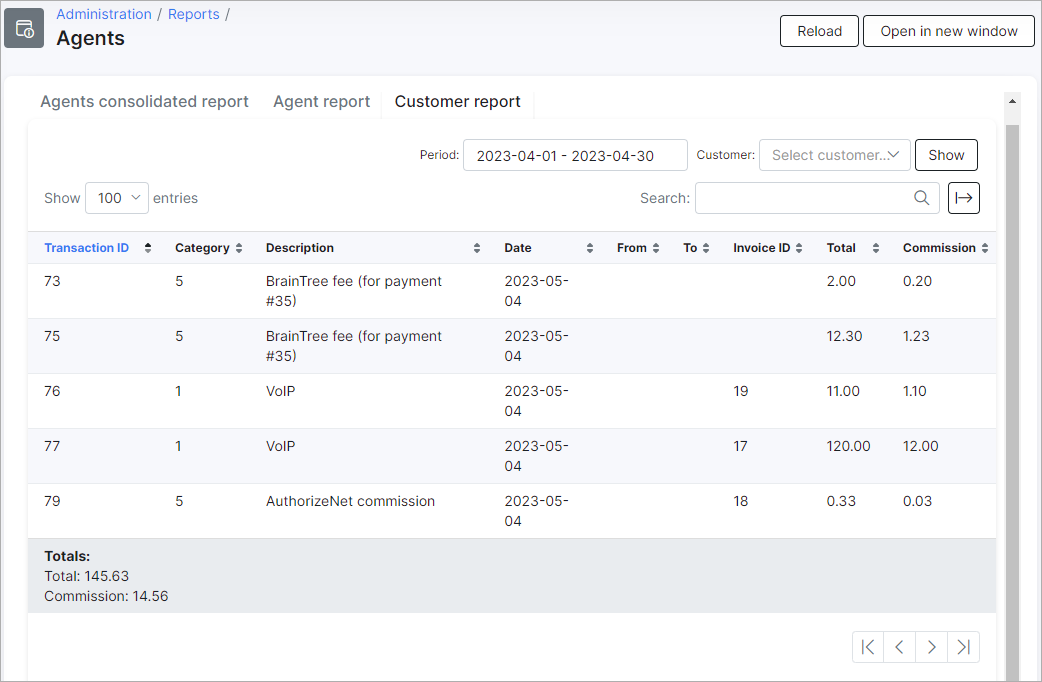 Administration / Reports /
Agents
Reload
Open in new window
Agents consolidated report
Agent report
Customer report
Period: 2023-04-01 - 2023-04-30 Customer: Select customer... Show
Show 100 entries
Search:
Transaction ID Category Description Date From To Invoice ID Total Commission
73 5 BrainTree fee (for payment 2023-05- 2.00 0.20
#35) 04
75 5 BrainTree fee (for payment 2023-05- 12.30 1.23
#35) 04
76 1 VoIP 2023-05- 19 11.00 1.10
04
77 1 VoIP 2023-05- 17 120.00 12.00
04
79 5 AuthorizeNet commission 2023-05- 18 0.33 0.03
04
Totals:
Total: 145.63
Commission: 14.56